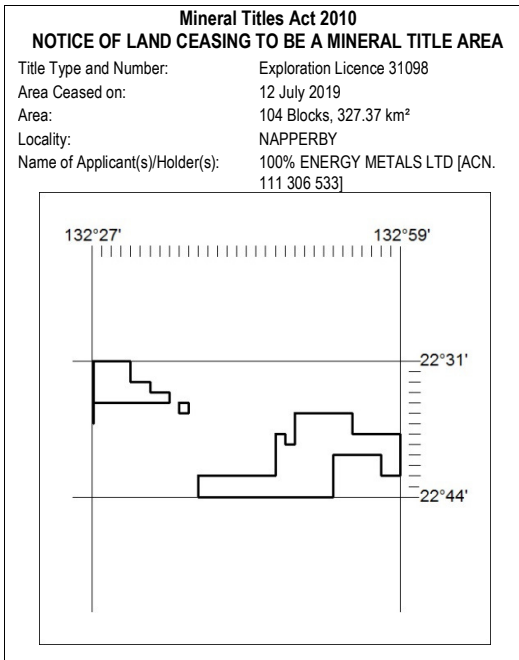 Mineral Titles Act 2010
NOTICE OF LAND CEASING TO BE A MINERAL TITLE AREA
Title Type and Number: Exploration Licence 31098
Area Ceased on: 12 July 2019
Area: 104 Blocks, 327.37 km²
Locality: NAPPERBY
Name of Applicant(s)/Holder(s): 100% ENERGY METALS LTD [ACN.
111 306 533]
132°27' 132°59'
22°31'
22°44'